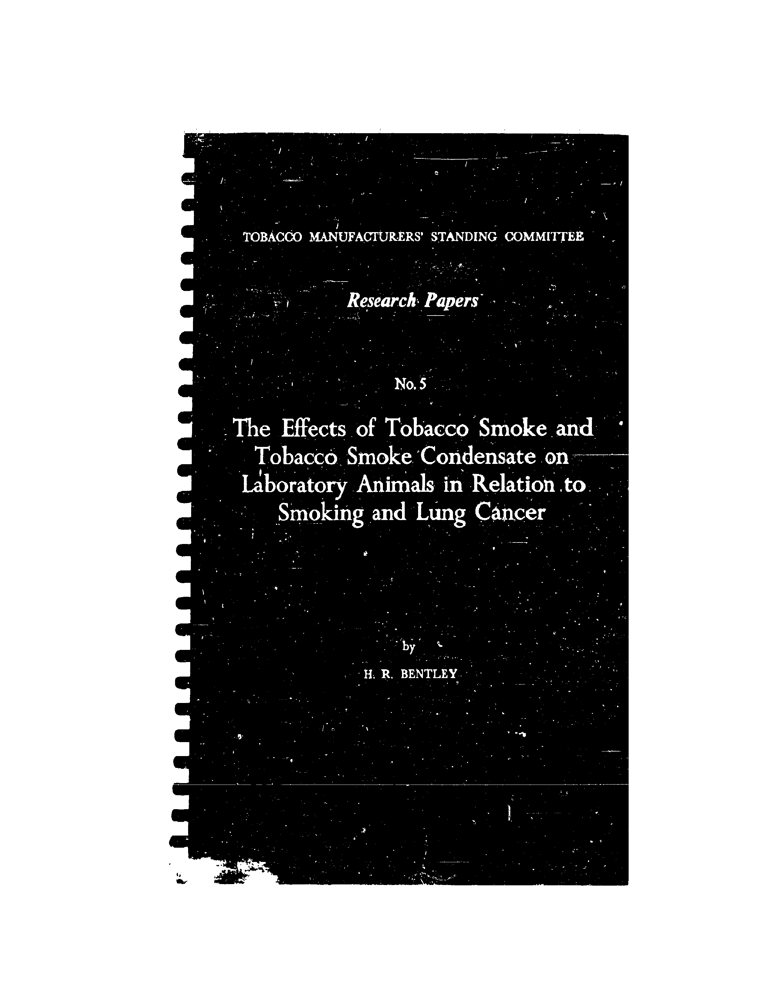 TOBACCO MANUFACTURERS' STANDING COMMITTEE
Research Papers
No. 5
The Effects of Tobacco Smoke and
Tobacco Smoke Condensate on
Laboratory Animals in Relation to
Smoking and Lung Cancer
by
H. R. BENTLEY